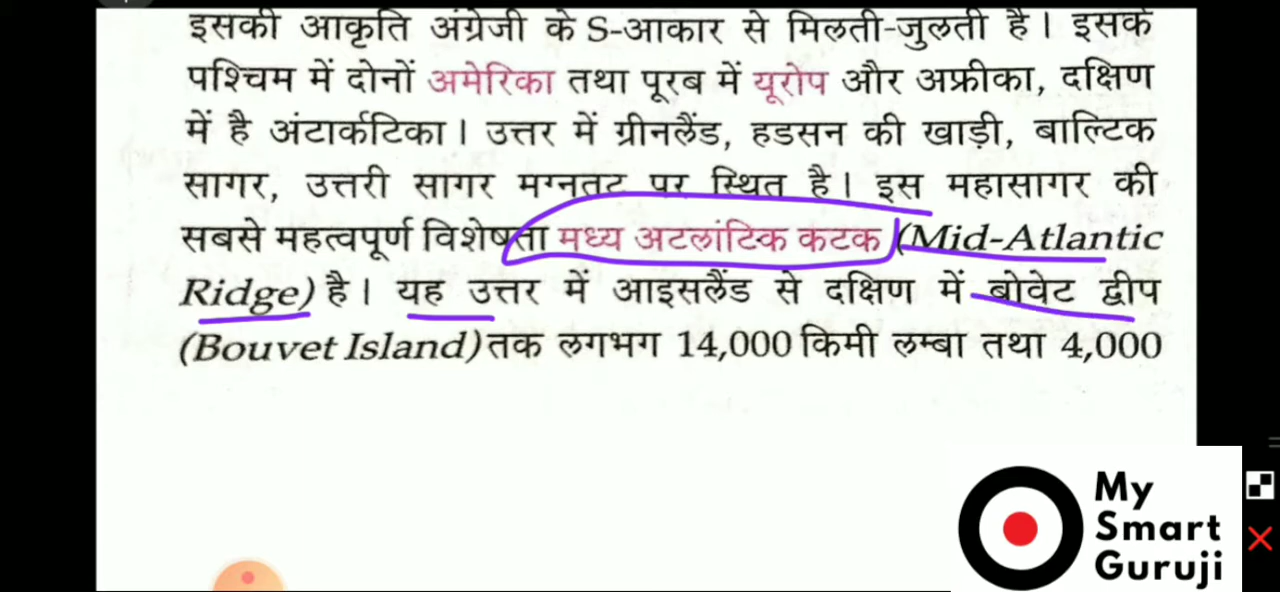 इसकी आकृति अंग्रेजी के S-आकार से मिलती-जुलती है। इसके
पश्चिम में दोनों अमेरिका तथा पूरब में यूरोप और अफ्रीका, दक्षिण
में है अंटार्कटिका। उत्तर में ग्रीनलैंड, हडसन की खाड़ी, बाल्टिक
सागर, उत्तरी सागर मग्नतट पर स्थित है। इस महासागर की
सबसे महत्वपूर्ण विशेषता मध्य अटलांटिक कटक (Mid-Atlantic
Ridge) है। यह उत्तर में आइसलैंड से दक्षिण में बोवेट द्वीप
(Bouvet Island) तक लगभग 14,000 किमी लम्बा तथा 4,000
My
Smart
Guruji